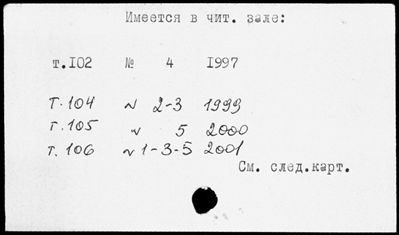 Имеется в чит. зале:
т.102 № 4 1997
т.104 № 2-3 1999
т.105 № 5 2000
т.106 № 1-3-5 2001
См. след.карт.